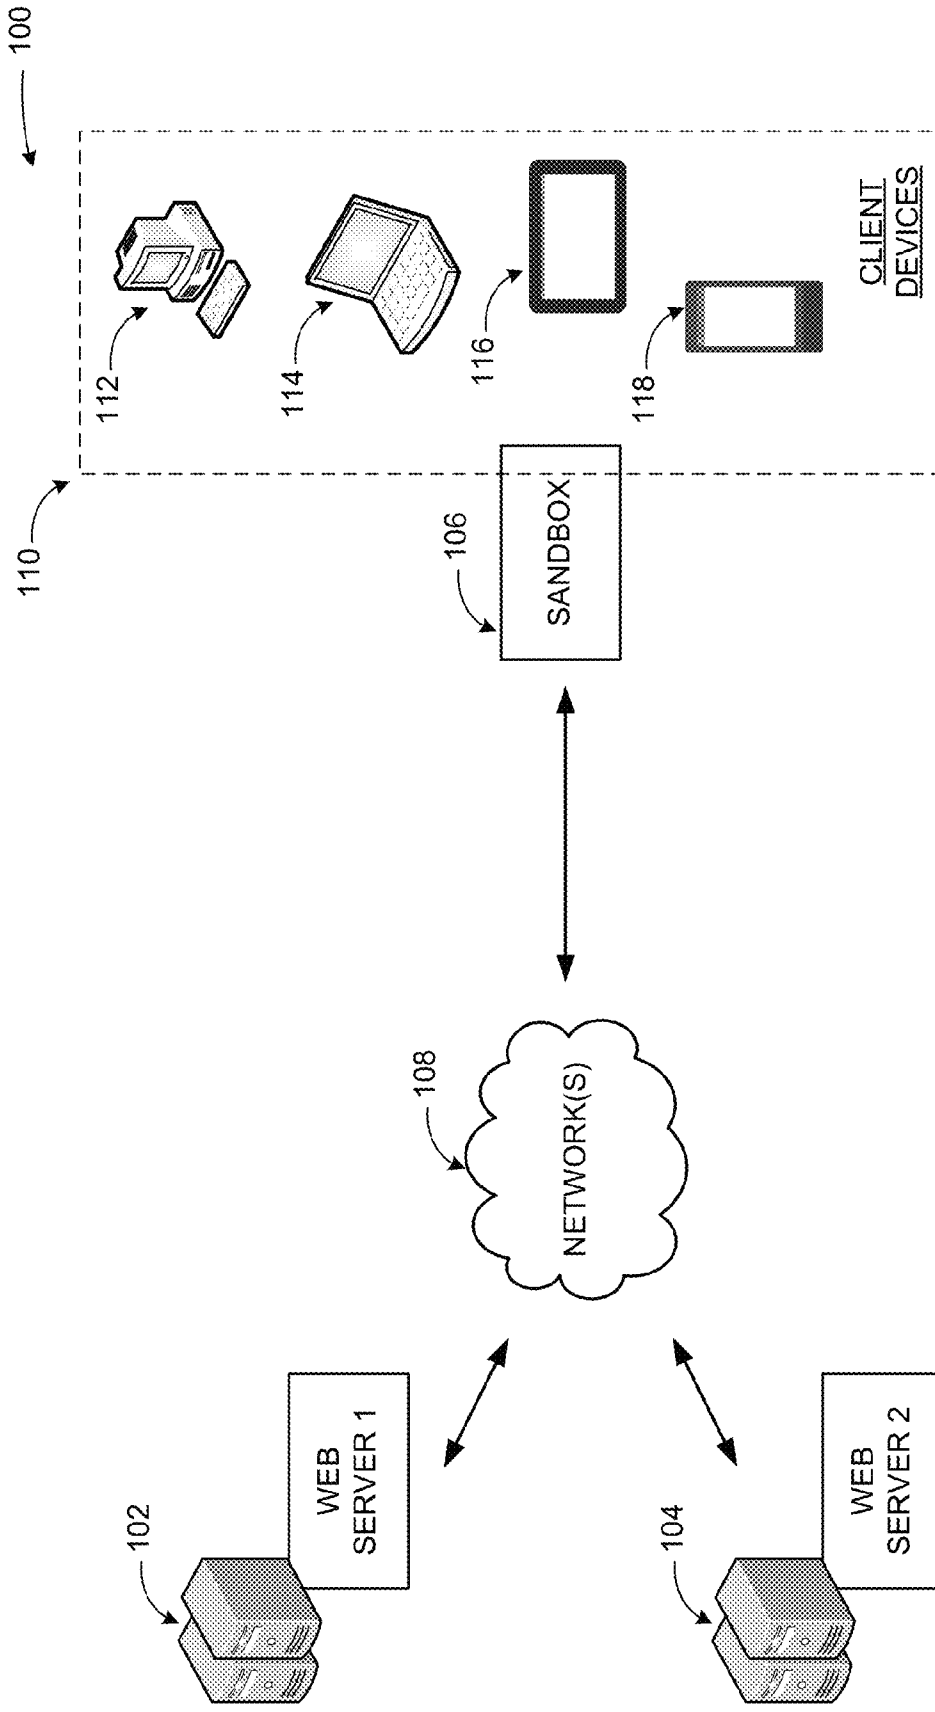 100
110
112
114
116
118
CLIENT
DEVICES
106
SANDBOX
108
NETWORK(S)
102
WEB
SERVER 1
104
WEB
SERVER 2